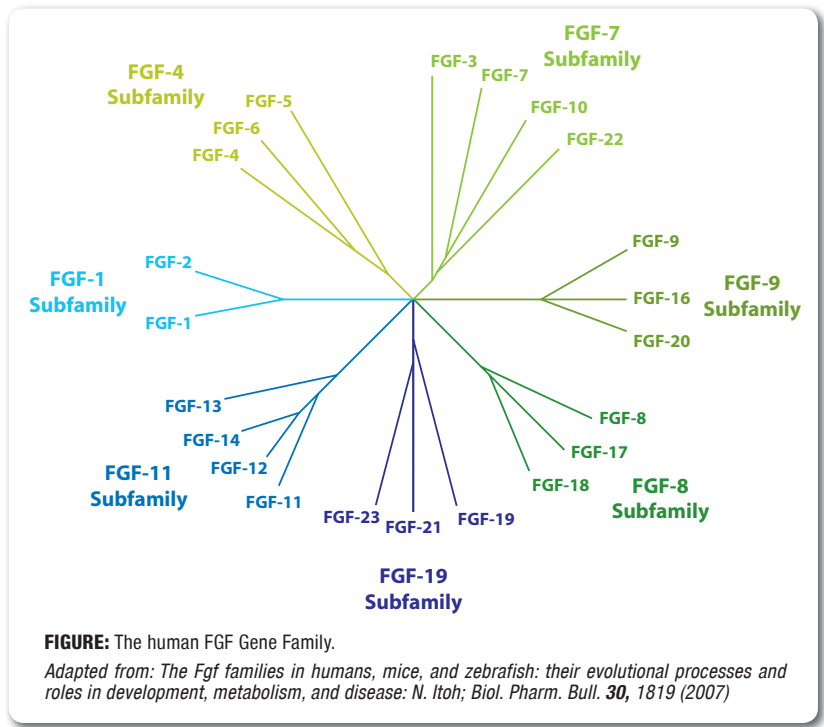 FGF-7
Subfamily
FGF-3
FGF-7
FGF-10
FGF-22
FGF-4
Subfamily
FGF-5
FGF-6
FGF-4
FGF-9
FGF-16
FGF-20
FGF-9
Subfamily
FGF-1
Subfamily
FGF-2
FGF-1
FGF-13
FGF-14
FGF-12
FGF-11
FGF-11
Subfamily
FGF-8
FGF-17
FGF-18
FGF-8
Subfamily
FGF-23
FGF-21
FGF-19
FGF-19
Subfamily
FIGURE: The human FGF Gene Family.
Adapted from: The Fgf families in humans, mice, and zebrafish: their evolutional processes and
roles in development, metabolism, and disease: N. Itoh; Biol. Pharm. Bull. 30, 1819 (2007)